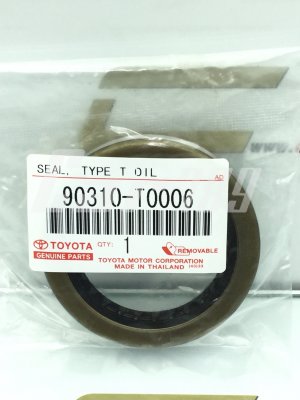 SEAL, TYPE T OIL
AD
90310-T0006
TOYOTA
GENUINE PARTS
QTY:
1
REMOVABLE
TOYOTA MOTOR CORPORATION
MADE IN THAILAND